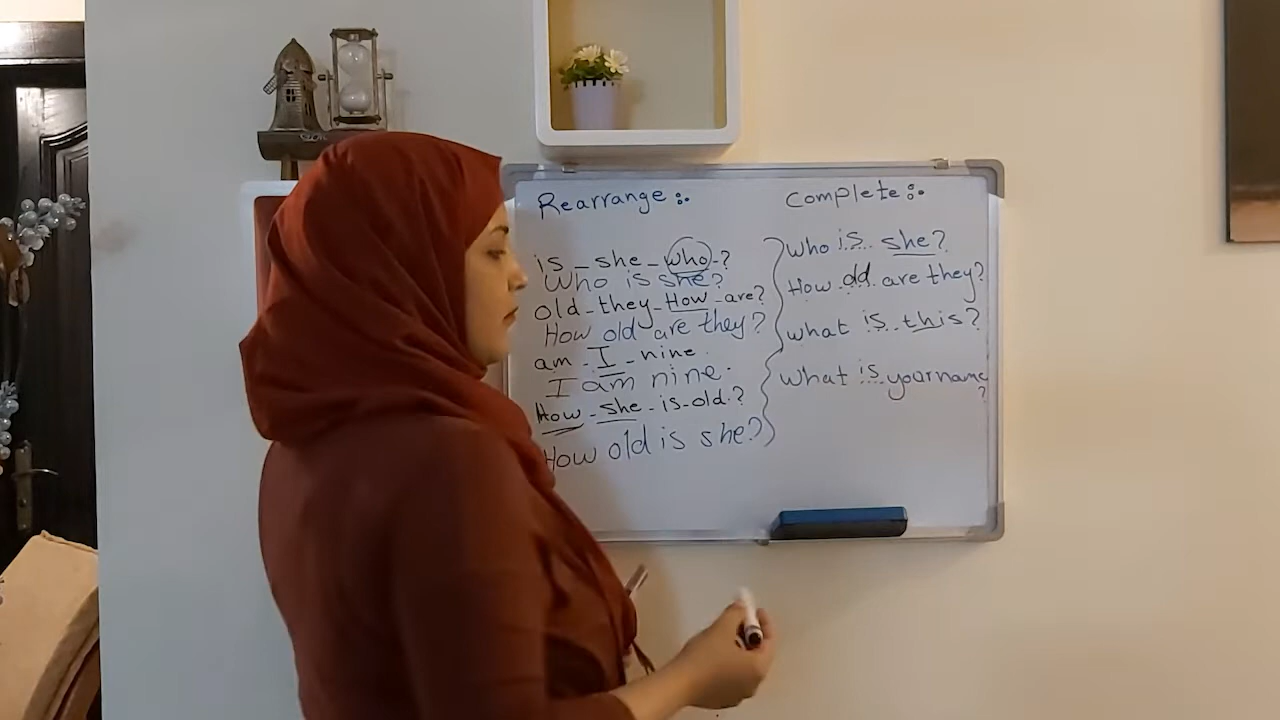 Rearrange:
is - she - who - ?
Who is she?
old - they - How - are?
How old are they?
am - I - nine.
I am nine.
How - she - is - old.?
How old is she?
Complete:
Who is she?
How old are they?
what is this?
What is your name
?